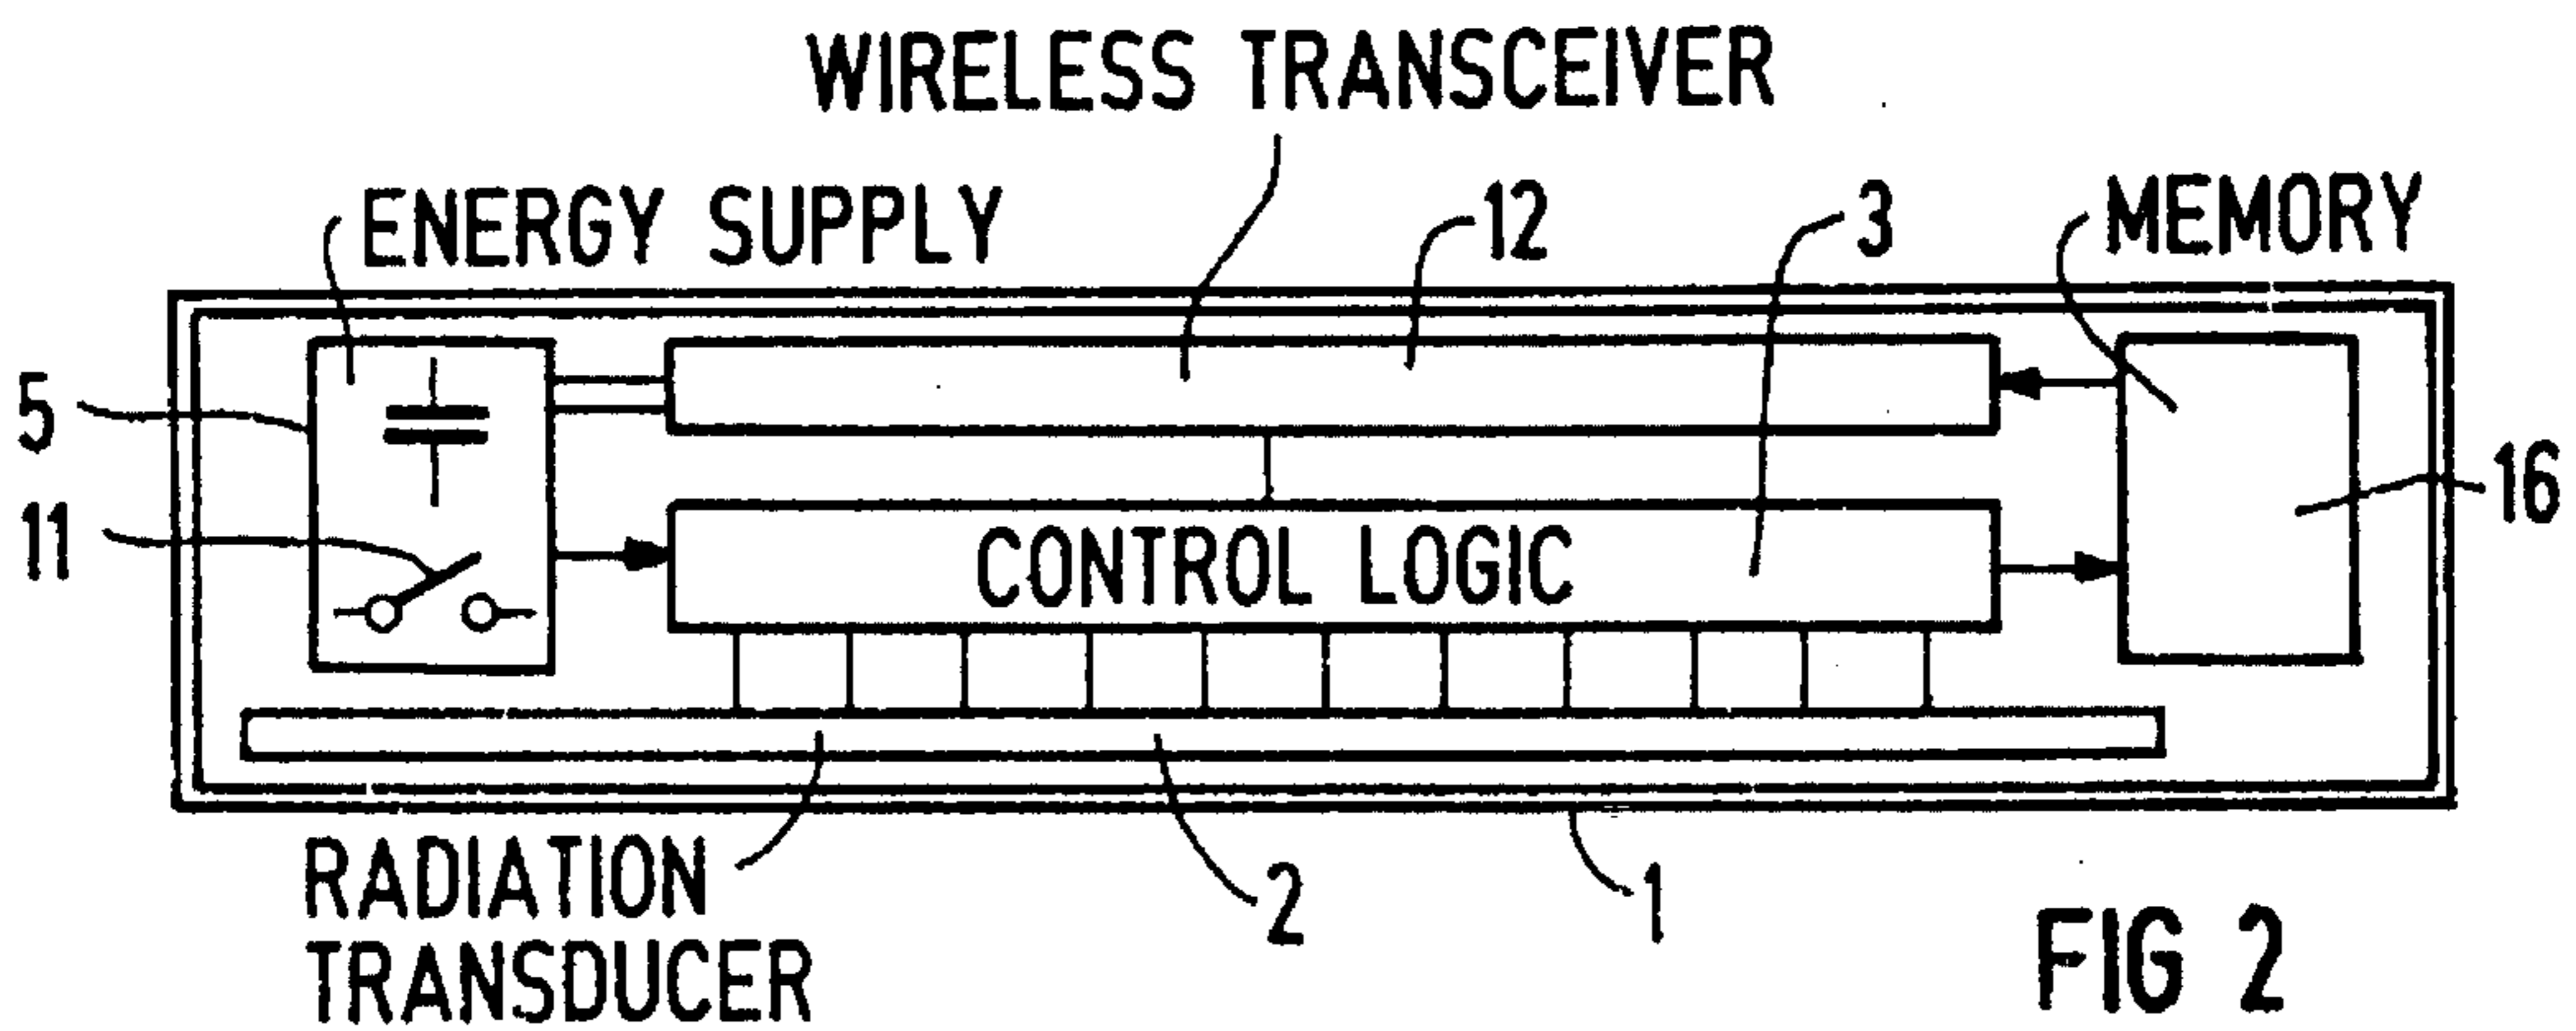 WIRELESS TRANSCEIVER
ENERGY SUPPLY
12
3
MEMORY
5
11
CONTROL LOGIC
16
RADIATION
TRANSDUCER
2
1
FIG 2